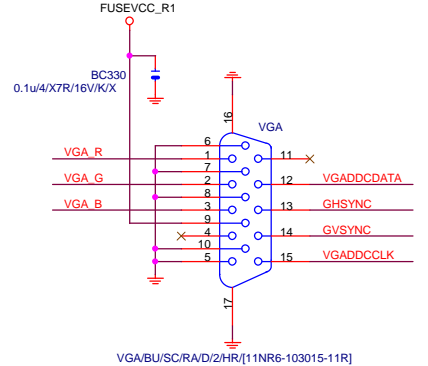 FUSEVCC_R1
BC330
0.1u/4/X7R/16V/K/X
16
VGA
6
VGA_R
1
11
7
VGA_G
2
12
VGADDCDATA
8
VGA_B
3
13
GHSYNC
9
4
14
GVSYNC
10
5
15
VGADDCCLK
17
VGA/BU/SC/RA/D/2/HR/[11NR6-103015-11R]